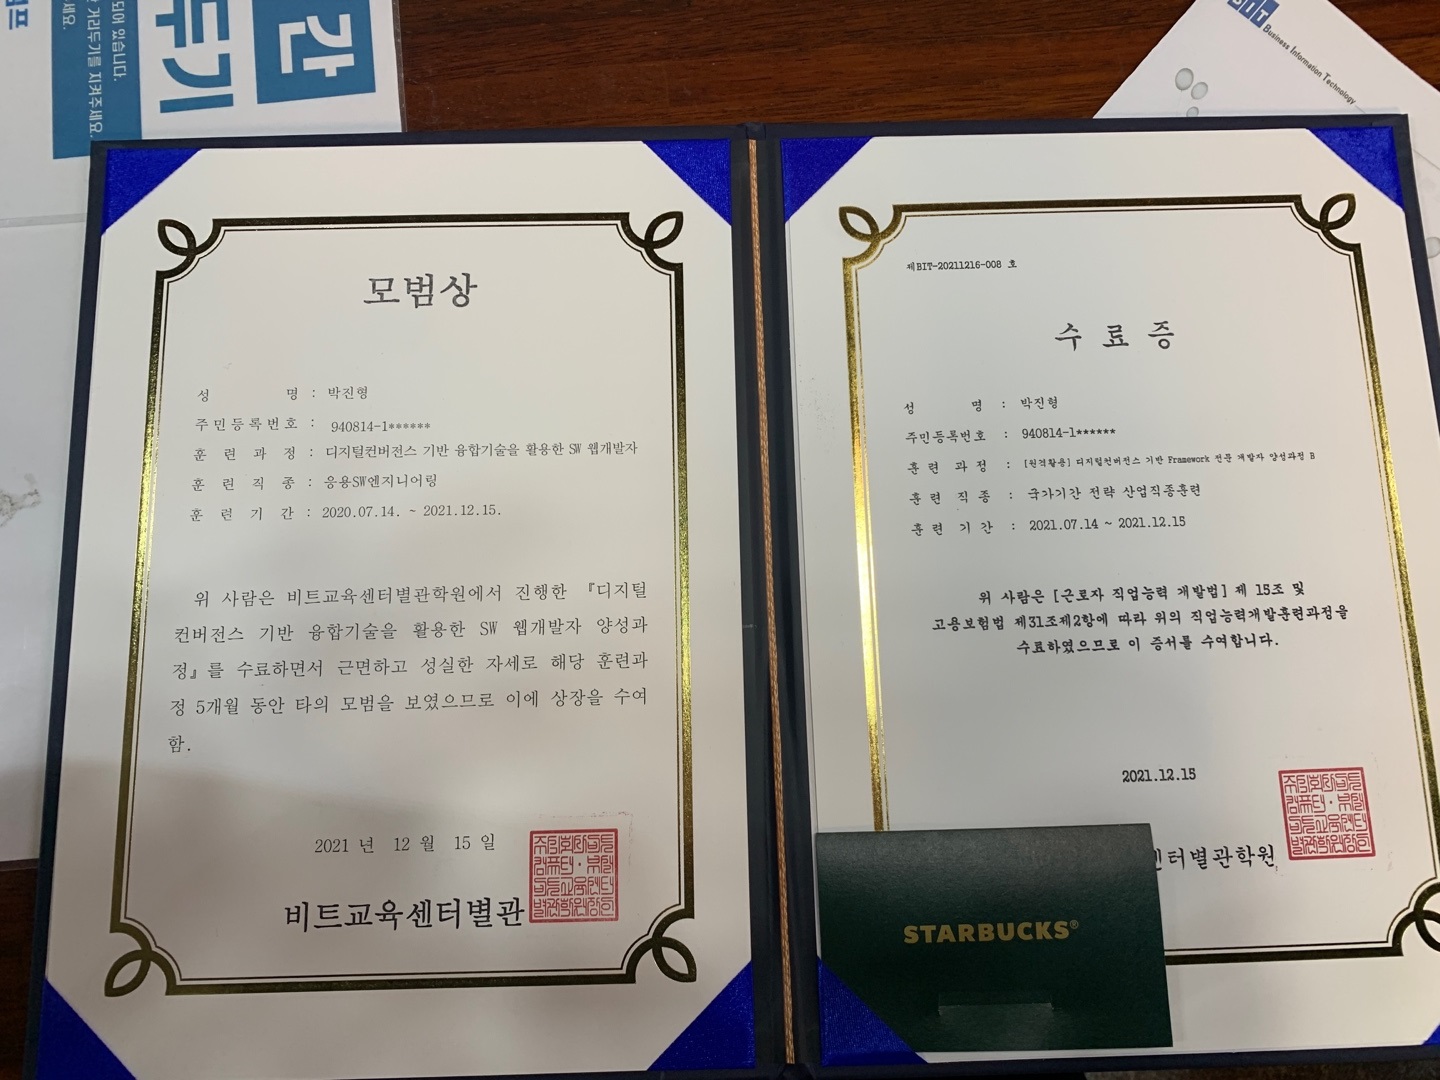 간
두기
되어 있습니다.
거리두기를 지켜주세요.
세요.
BIT Business Information Technology
모범상
성 명 : 박진형
주민등록번호 : 940814-1******
훈 련 과 정 : 디지털컨버전스 기반 융합기술을 활용한 SW 웹개발자
훈 련 직 종 : 응용SW엔지니어링
훈 련 기 간 : 2020.07.14. ~ 2021.12.15.
위 사람은 비트교육센터별관학원에서 진행한 『디지털
컨버전스 기반 융합기술을 활용한 SW 웹개발자 양성과
정』를 수료하면서 근면하고 성실한 자세로 해당 훈련과
정 5개월 동안 타의 모범을 보였으므로 이에 상장을 수여
함.
2021 년 12 월 15 일
비트교육센터별관
제BIT-20211216-008 호
수 료 증
성 명 : 박진형
주민등록번호 : 940814-1******
훈 련 과 정 : [원격활용] 디지털컨버전스 기반 Framework 전문 개발자 양성과정 B
훈 련 직 종 : 국가기간 전략 산업직종훈련
훈 련 기 간 : 2021.07.14 ~ 2021.12.15
위 사람은 [근로자 직업능력 개발법] 제 15조 및
고용보험법 제31조제2항에 따라 위의 직업능력개발훈련과정을
수료하였으므로 이 증서를 수여합니다.
2021.12.15
센터별관학원
STARBUCKS®